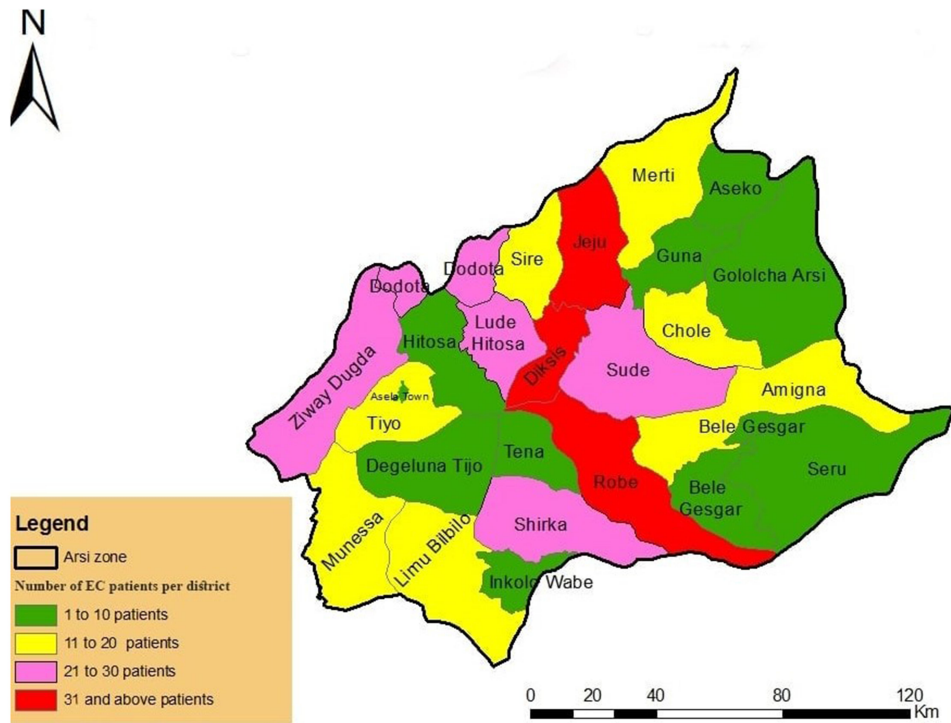 N
Merti
Aseko
Jeju
Sire
Guna
Dodota
Dodota
Gololcha Arsi
Lude
Hitosa
Hitosa
Chole
Diksis
Sude
Ziway Dugda
Asela Town
Amigna
Tiyo
Bele Gesgar
Degeluna Tijo
Tena
Seru
Robe
Bele
Gesgar
Munessa
Limu Bilbilo
Shirka
Inkolo Wabe
Legend
Arsi zone
Number of EC patients per district
1 to 10 patients
11 to 20 patients
21 to 30 patients
31 and above patients
0 20 40 80 120
Km